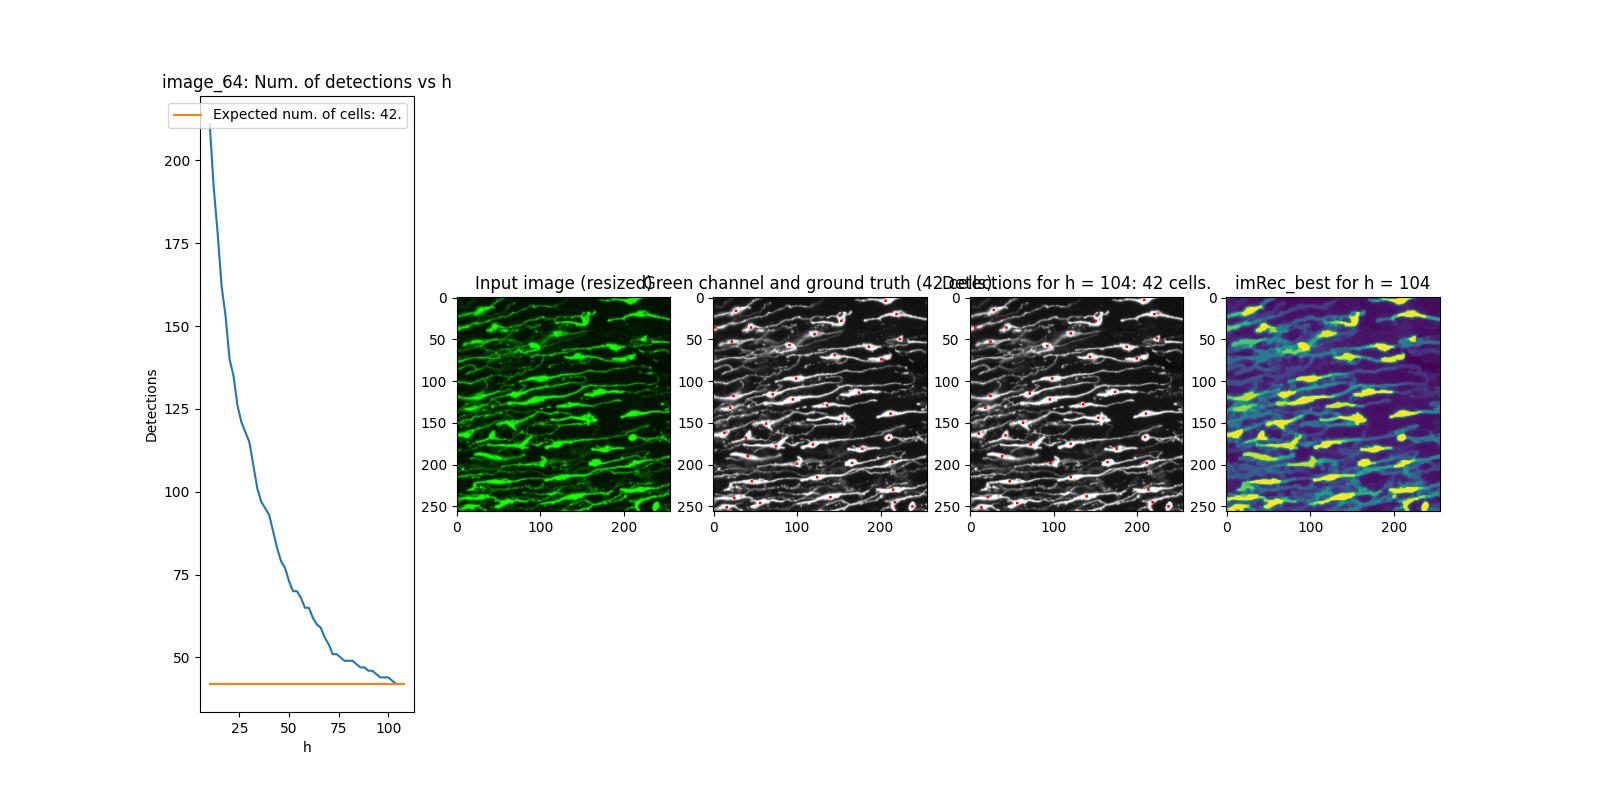 image_64: Num. of detections vs h
Expected num. of cells: 42.
200
175
150
125
100
75
50
Detections
25 50 75 100
h
Input image (resized)
0
50
100
150
200
250
0 100 200
Green channel and ground truth (42 cells)
0
50
100
150
200
250
0 100 200
Detections for h = 104: 42 cells.
0
50
100
150
200
250
0 100 200
imRec_best for h = 104
0
50
100
150
200
250
0 100 200